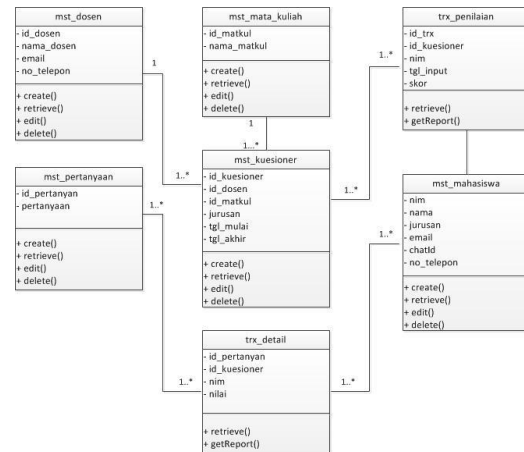 mst_dosen
- id_dosen
- nama_dosen
- email
- no_telepon
+ create()
+ retrieve()
+ edit()
+ delete()
mst_mata_kuliah
- id_matkul
- nama_matkul
+ create()
+ retrieve()
+ edit()
+ delete()
trx_penilaian
- id_trx
- id_kuesioner
- nim
- tgl_input
- skor
+ retrieve()
+ getReport()
1
1..*
1
1...*
mst_pertanyaan
- id_pertanyan
- pertanyaan
+ create()
+ retrieve()
+ edit()
+ delete()
1..*
1..*
mst_kuesioner
- id_kuesioner
- id_dosen
- id_matkul
- jurusan
- tgl_mulai
- tgl_akhir
+ create()
+ retrieve()
+ edit()
+ delete()
1..*
mst_mahasiswa
- nim
- nama
- jurusan
- email
- chatId
- no_telepon
+ create()
+ retrieve()
+ edit()
+ delete()
1..*
trx_detail
- id_pertanyan
- id_kuesioner
- nim
- nilai
+ retrieve()
+ getReport()
1..*
1..*